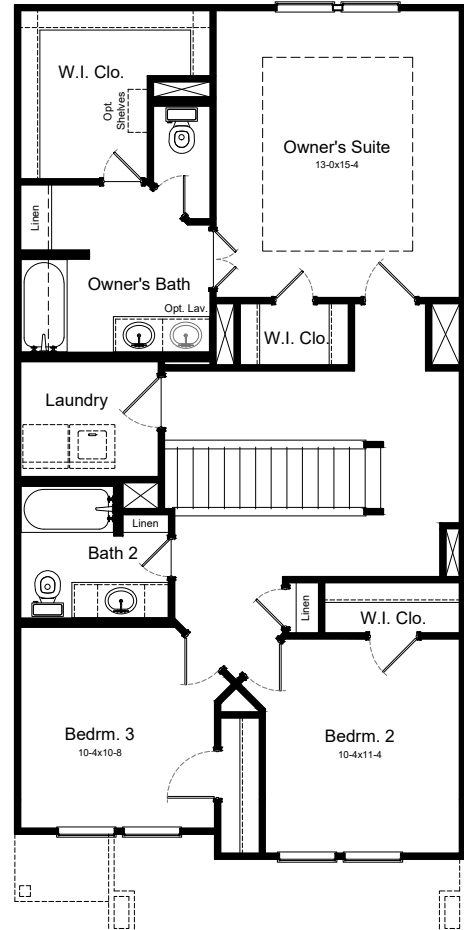 W.I. Clo.
Opt.
Shelves
Owner's Suite
13-0x15-4
Linen
Owner's Bath
Opt. Lav.
W.I. Clo.
Laundry
Linen
Bath 2
Linen
W.I. Clo.
Bedrm. 3
10-4x10-8
Bedrm. 2
10-4x11-4